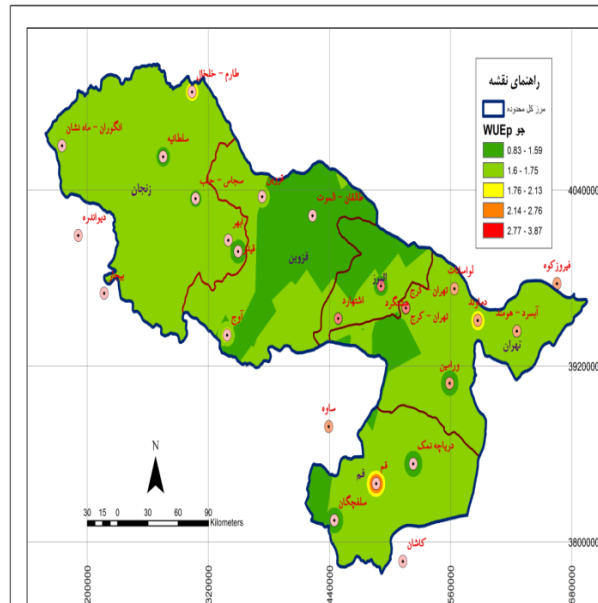 راهنمای نقشه
مرز کل محدوده
WUEp جو
0.83 - 1.59
1.6 - 1.75
1.76 - 2.13
2.14 - 2.76
2.77 - 3.87
طارم - خلخال
انگوران - ماه نشان
سلطانیه
زنجان
سجاس -
دیواندره
ابهر
قزوین
طالقان - الموت
آوج
البرز
اشتهارد
تهران - کرج
تهران - کرج
لواسانات
فیروزکوه
دماوند
آبسرد - هومند
تهران
ورامین
ساوه
دریاچه نمک
قم
قم
سلفچگان
کاشان
N
30 15 0 30 60 90
Kilometers
4040000
3920000
3800000
200000
320000
440000
560000
680000